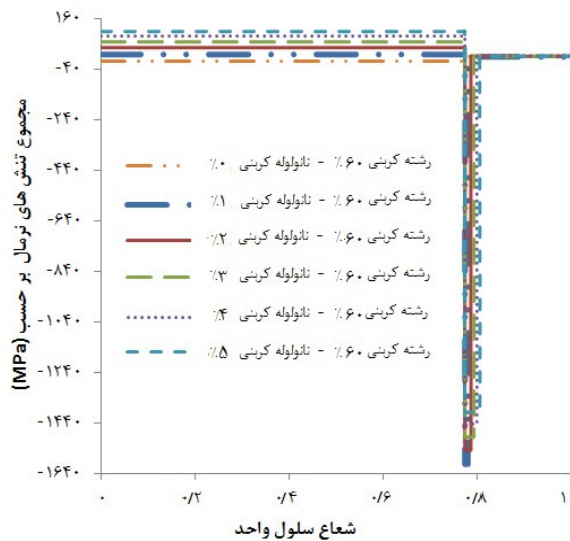 مجموع تنش های نرمال بر حسب (MPa)
۱۶۰
-۴۰
-۲۴۰
-۴۴۰
-۶۴۰
-۸۴۰
-۱۰۴۰
-۱۲۴۰
-۱۴۴۰
-۱۶۴۰
رشته کربنی ۶۰٪ - نانولوله کربنی ۰٪
رشته کربنی ۶۰٪ - نانولوله کربنی ۱٪
رشته کربنی ۶۰٪ - نانولوله کربنی ۲٪
رشته کربنی ۶۰٪ - نانولوله کربنی ۳٪
رشته کربنی ۶۰٪ - نانولوله کربنی ۴٪
رشته کربنی ۶۰٪ - نانولوله کربنی ۵٪
۰ ۰/۲ ۰/۴ ۰/۶ ۰/۸ ۱
شعاع سلول واحد